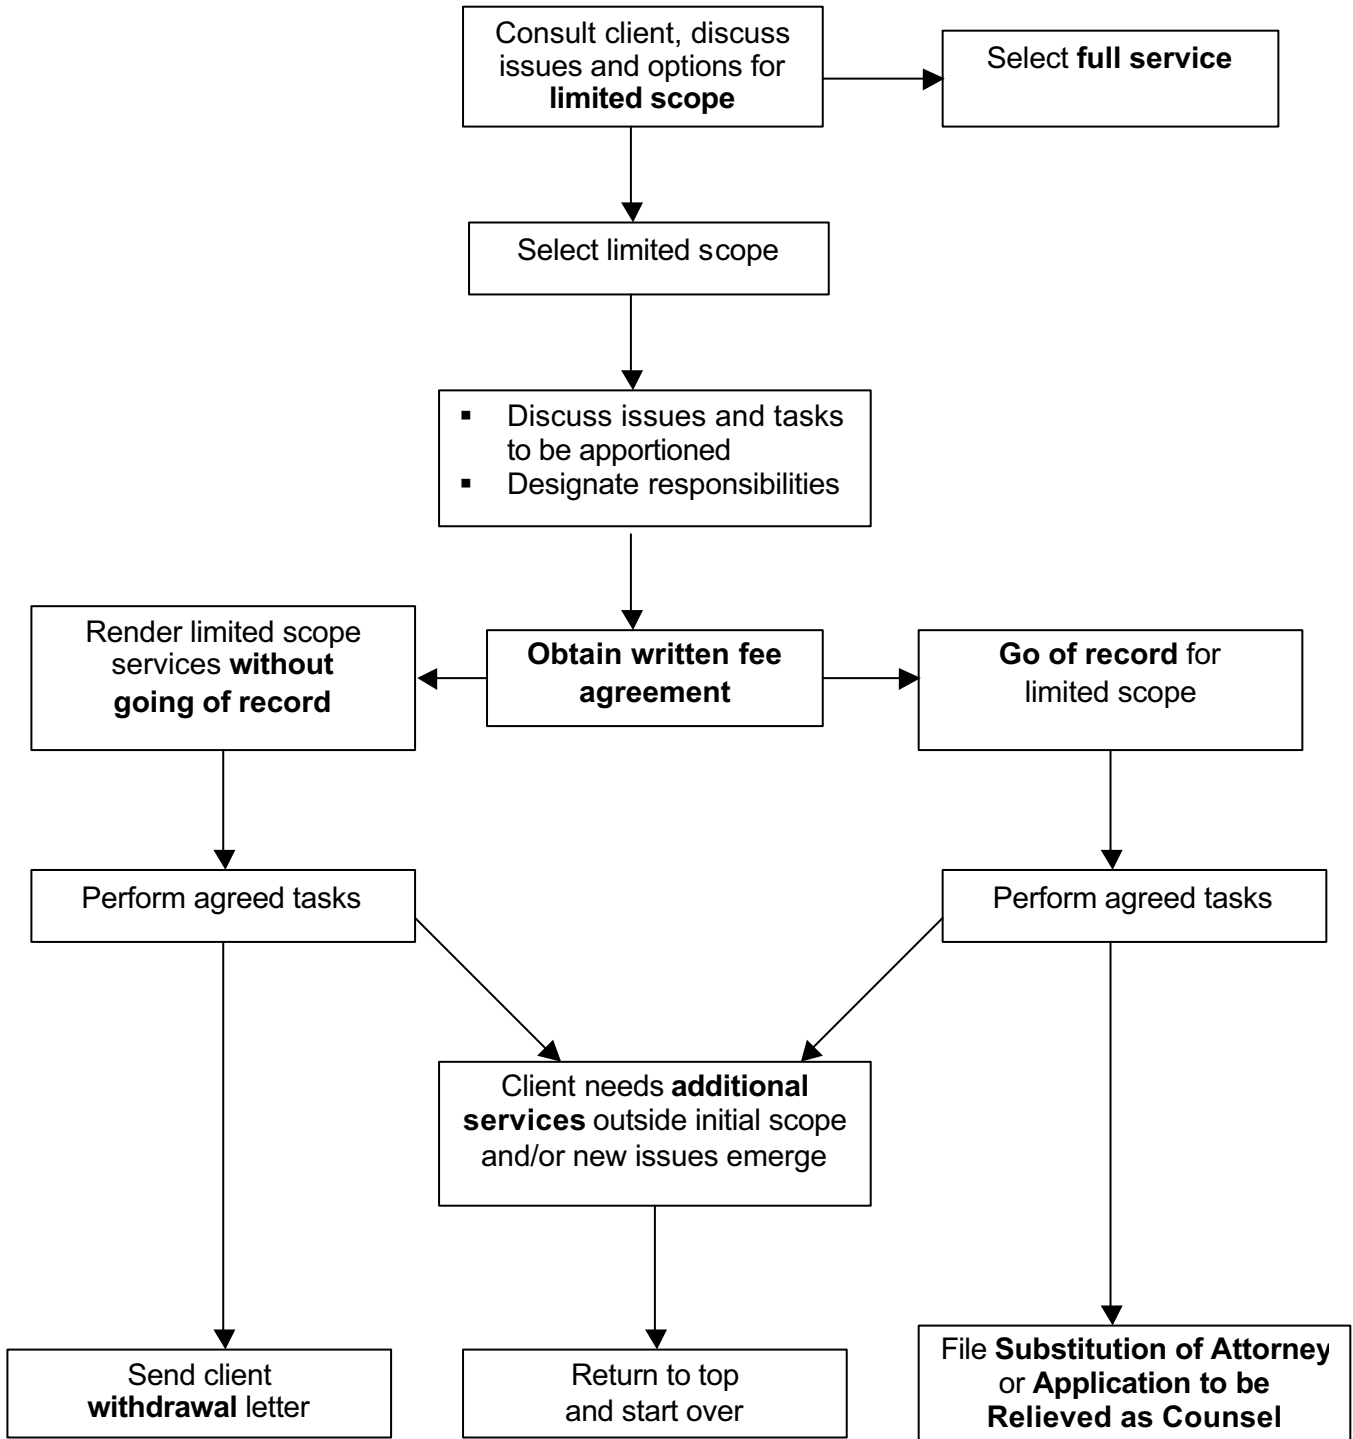 Consult client, discuss
issues and options for
limited scope
Select full service
Select limited scope
▪ Discuss issues and tasks
to be apportioned
▪ Designate responsibilities
Render limited scope
services without
going of record
Obtain written fee
agreement
Go of record for
limited scope
Perform agreed tasks
Perform agreed tasks
Client needs additional
services outside initial scope
and/or new issues emerge
Send client
withdrawal letter
Return to top
and start over
File Substitution of Attorney
or Application to be
Relieved as Counsel